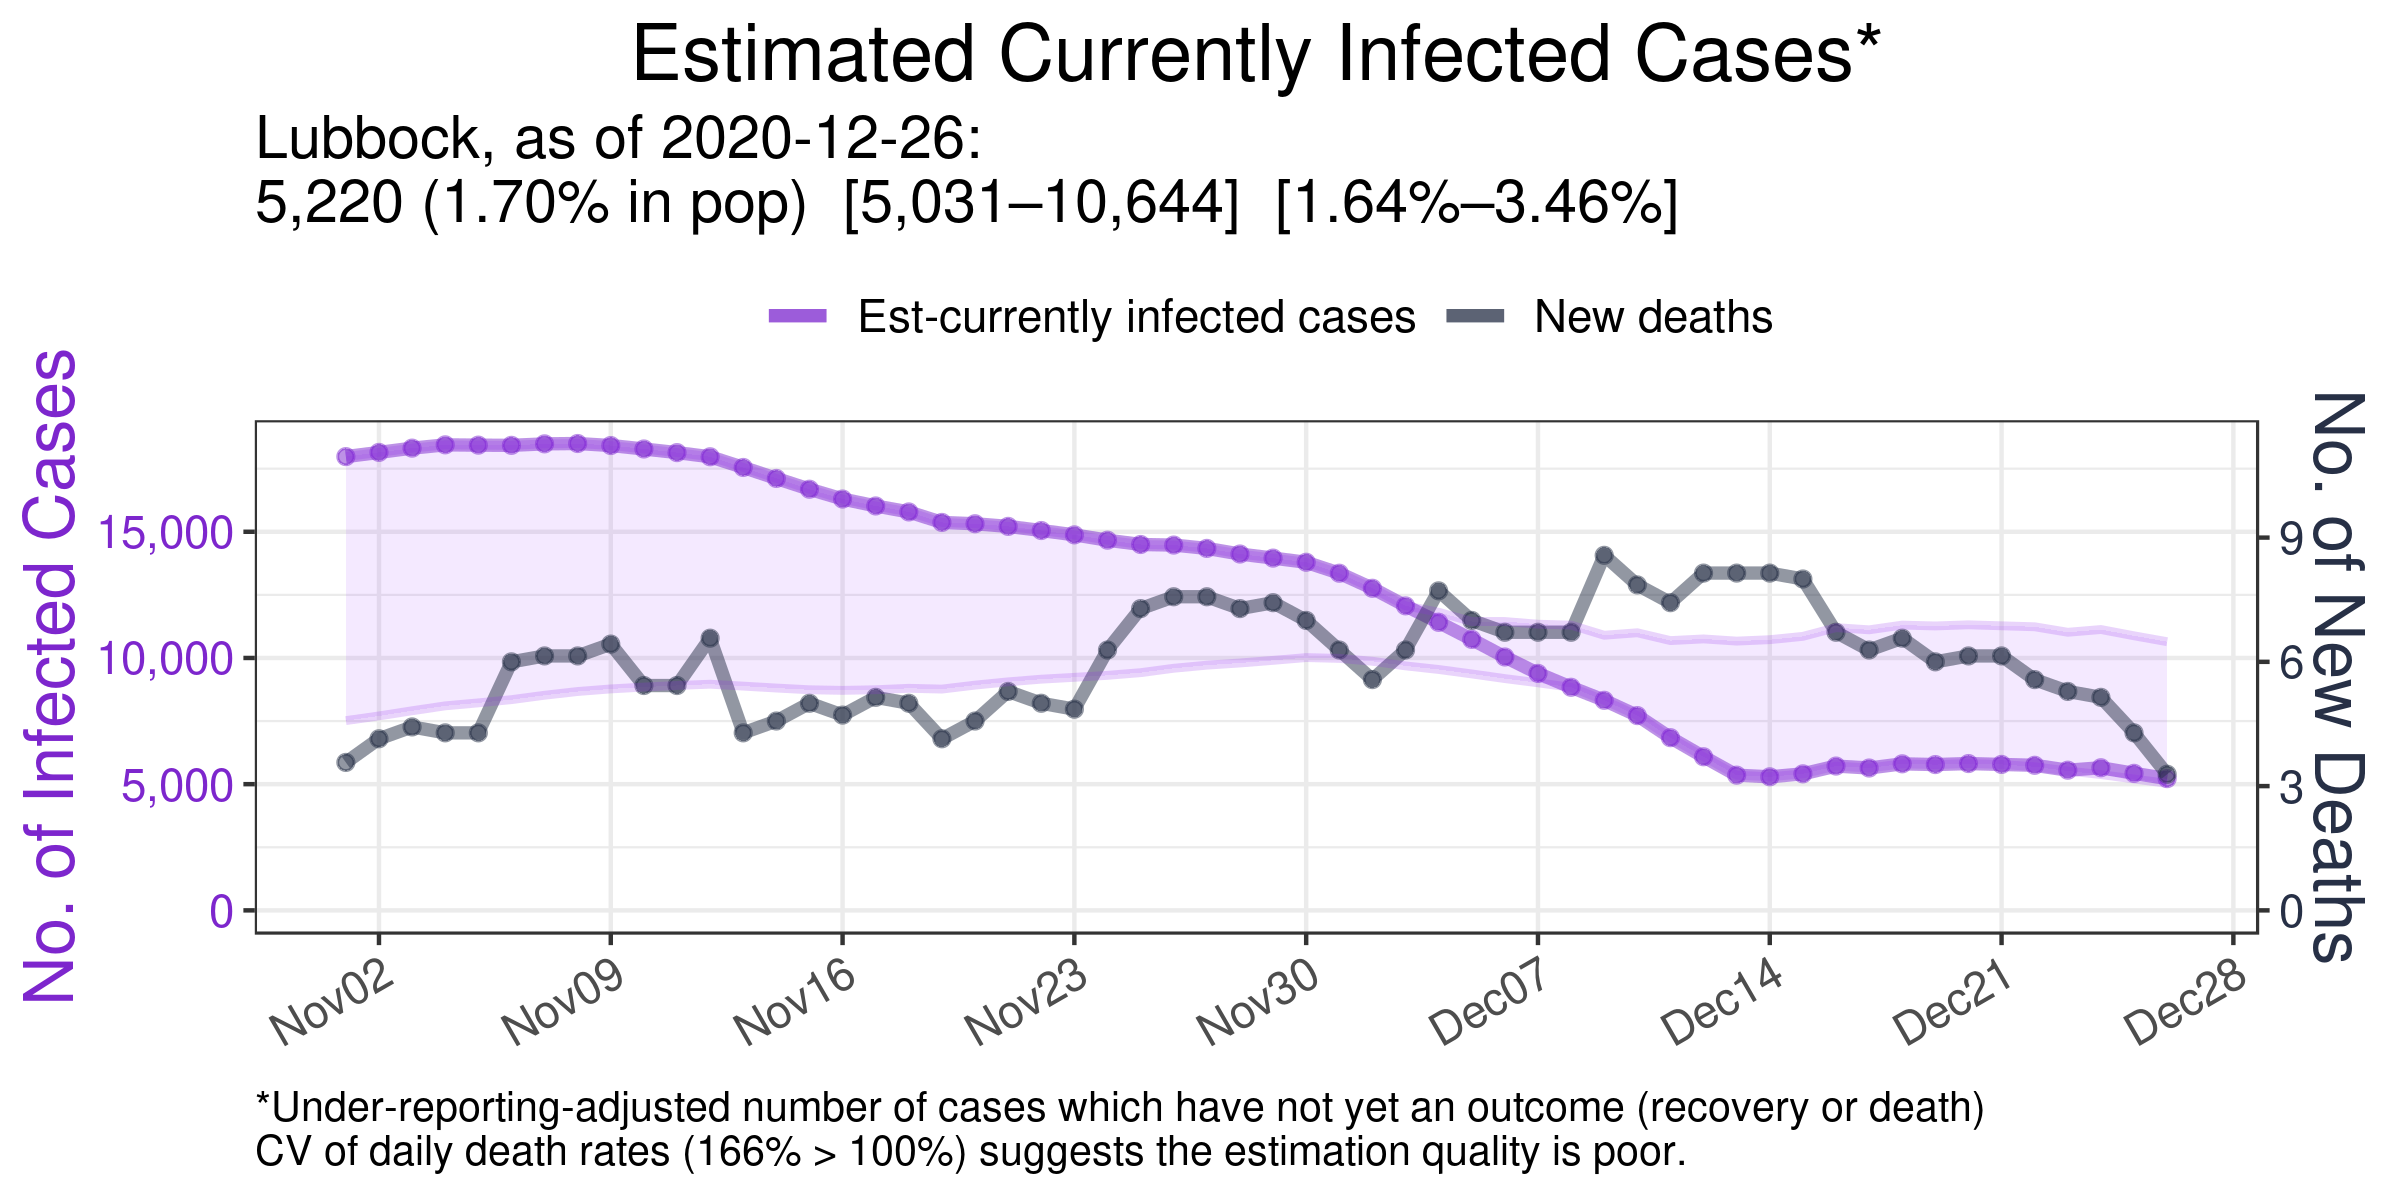 Estimated Currently Infected Cases*
Lubbock, as of 2020-12-26:
5,220 (1.70% in pop) [5,031–10,644] [1.64%–3.46%]
Est-currently infected cases New deaths
No. of Infected Cases
15,000
10,000
5,000
0
9
6
3
0
No. of New Deaths
Nov02 Nov09 Nov16 Nov23 Nov30 Dec07 Dec14 Dec21 Dec28
*Under-reporting-adjusted number of cases which have not yet an outcome (recovery or death)
CV of daily death rates (166% > 100%) suggests the estimation quality is poor.